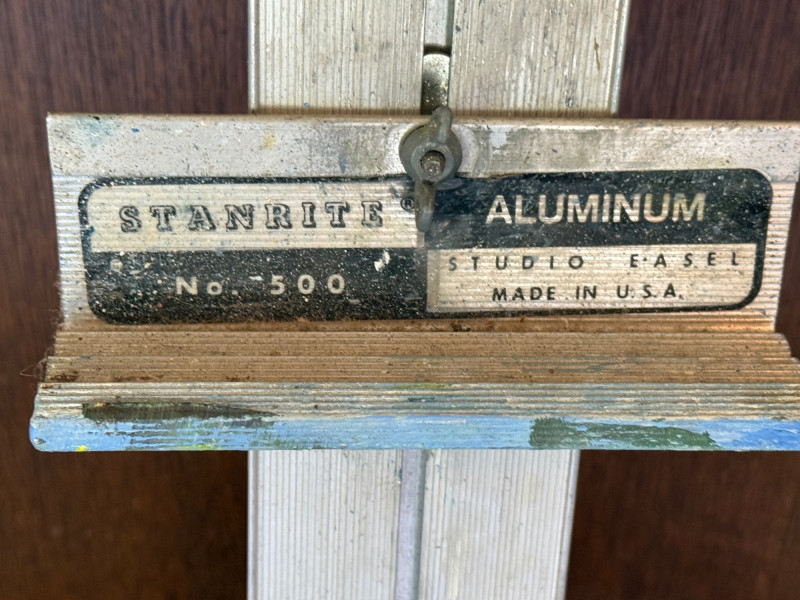 STANRITE®
No. 500
ALUMINUM
STUDIO EASEL
MADE IN U.S.A.